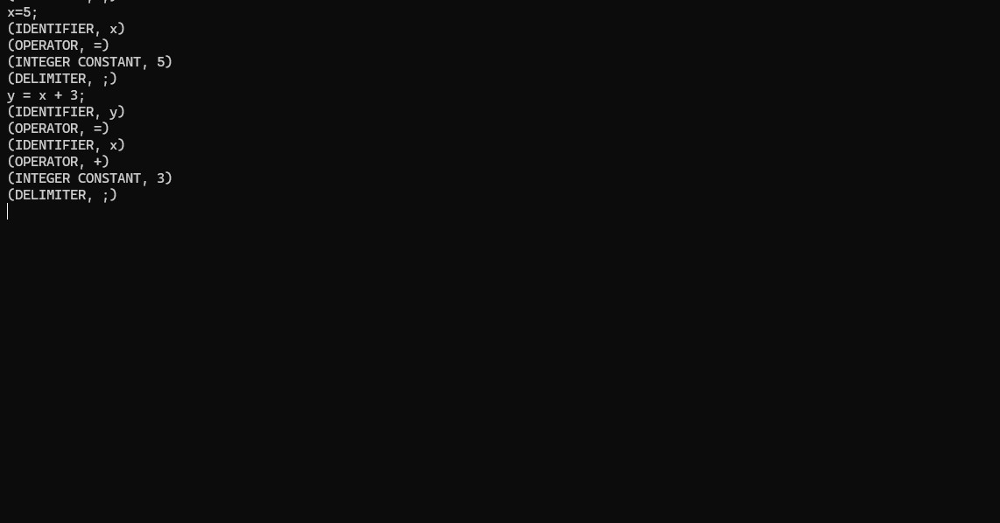 x=5;
(IDENTIFIER, x)
(OPERATOR, =)
(INTEGER CONSTANT, 5)
(DELIMITER, ;)
y = x + 3;
(IDENTIFIER, y)
(OPERATOR, =)
(IDENTIFIER, x)
(OPERATOR, +)
(INTEGER CONSTANT, 3)
(DELIMITER, ;)